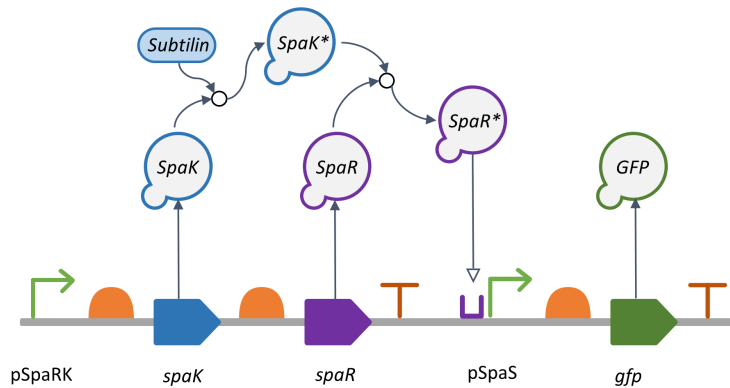 Subtilin
SpaK*
SpaR*
SpaK
SpaR
GFP
pSpaRK
spaK
spaR
pSpaS
gfp